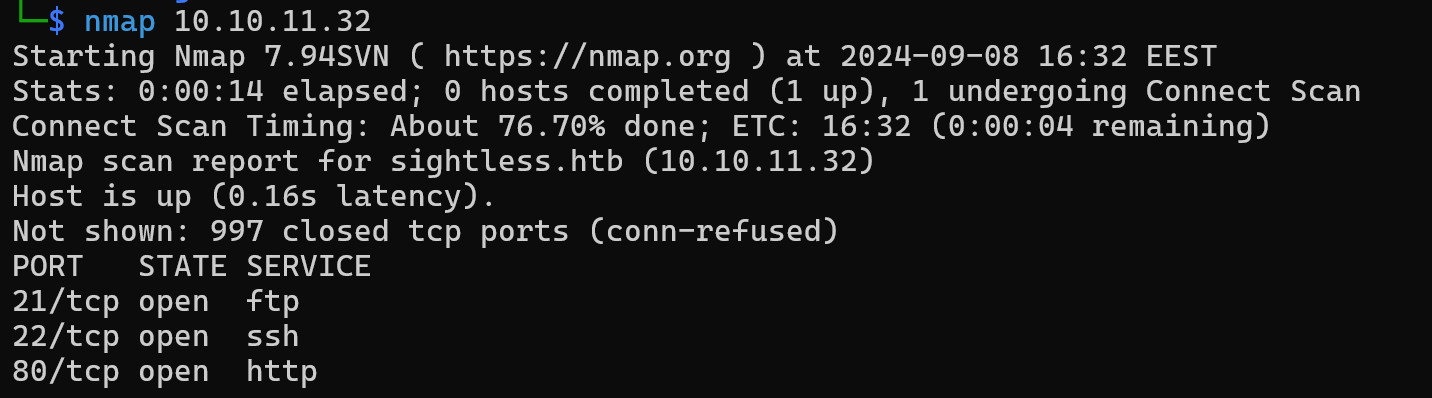 └─$ nmap 10.10.11.32
Starting Nmap 7.94SVN ( https://nmap.org ) at 2024-09-08 16:32 EEST
Stats: 0:00:14 elapsed; 0 hosts completed (1 up), 1 undergoing Connect Scan
Connect Scan Timing: About 76.70% done; ETC: 16:32 (0:00:04 remaining)
Nmap scan report for sightless.htb (10.10.11.32)
Host is up (0.16s latency).
Not shown: 997 closed tcp ports (conn-refused)
PORT   STATE SERVICE
21/tcp open  ftp
22/tcp open  ssh
80/tcp open  http